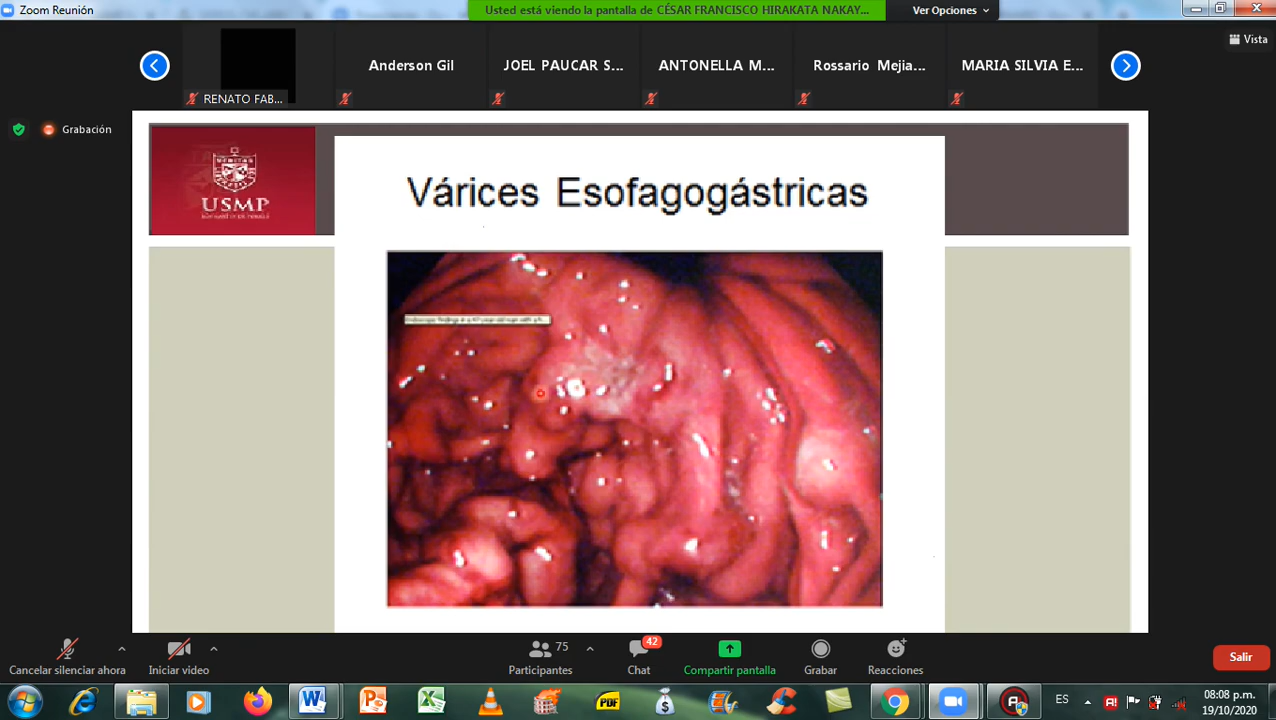 Zoom Reunión
Usted está viendo la pantalla de CÉSAR FRANCISCO HIRAKATA NAKAY...
Ver Opciones
Vista
Anderson Gil
JOEL PAUCAR S...
ANTONELLA M...
Rossario Mejia...
MARIA SILVIA E...
RENATO FAB...
Grabación
USMP
Várices Esofagogástricas
75
42
Cancelar silenciar ahora
Iniciar video
Participantes
Chat
Compartir pantalla
Grabar
Reacciones
Salir
PDF
ES
08:08 p.m.
19/10/2020